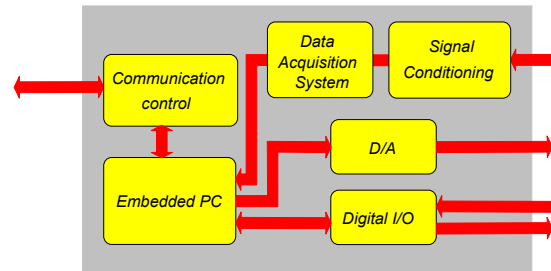 Data
Acquisition
System
Signal
Conditioning
Communication
control
D/A
Embedded PC
Digital I/O